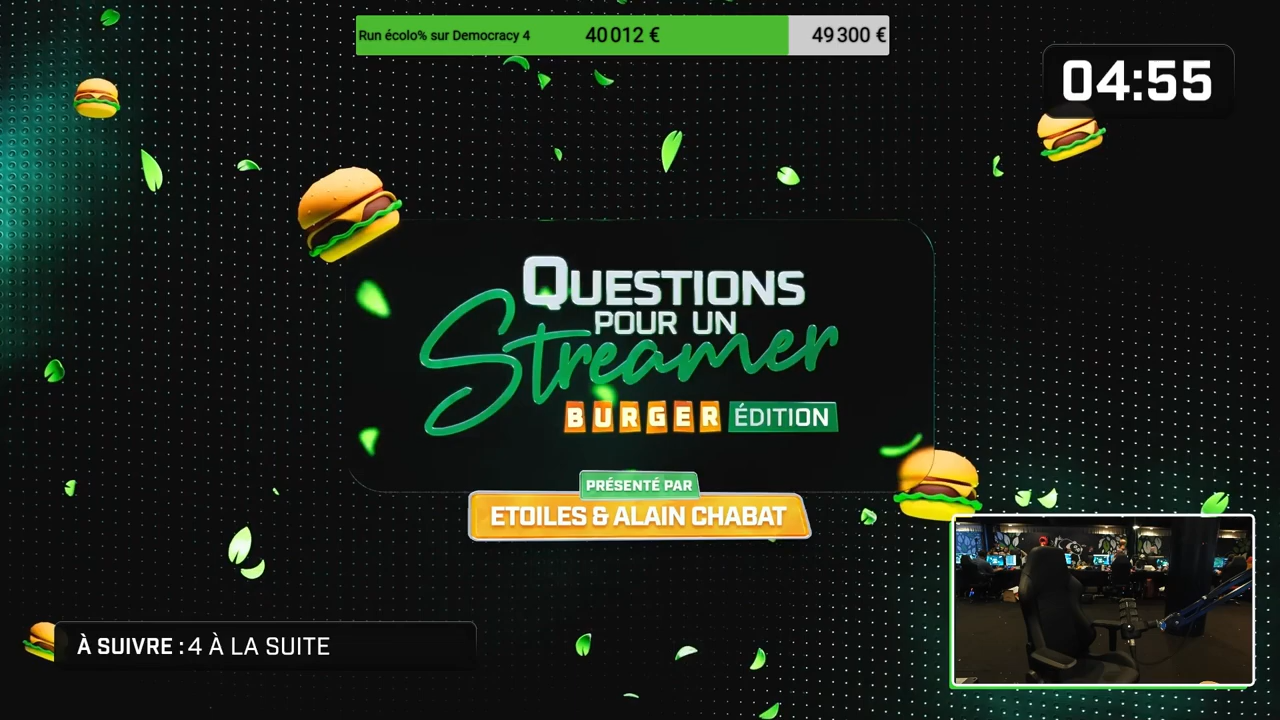 Run écolo% sur Democracy 4 40 012 € 49 300 €
04:55
QUESTIONS
POUR UN
Streamer
BURGER ÉDITION
PRÉSENTÉ PAR
ETOILES & ALAIN CHABAT
À SUIVRE : 4 À LA SUITE